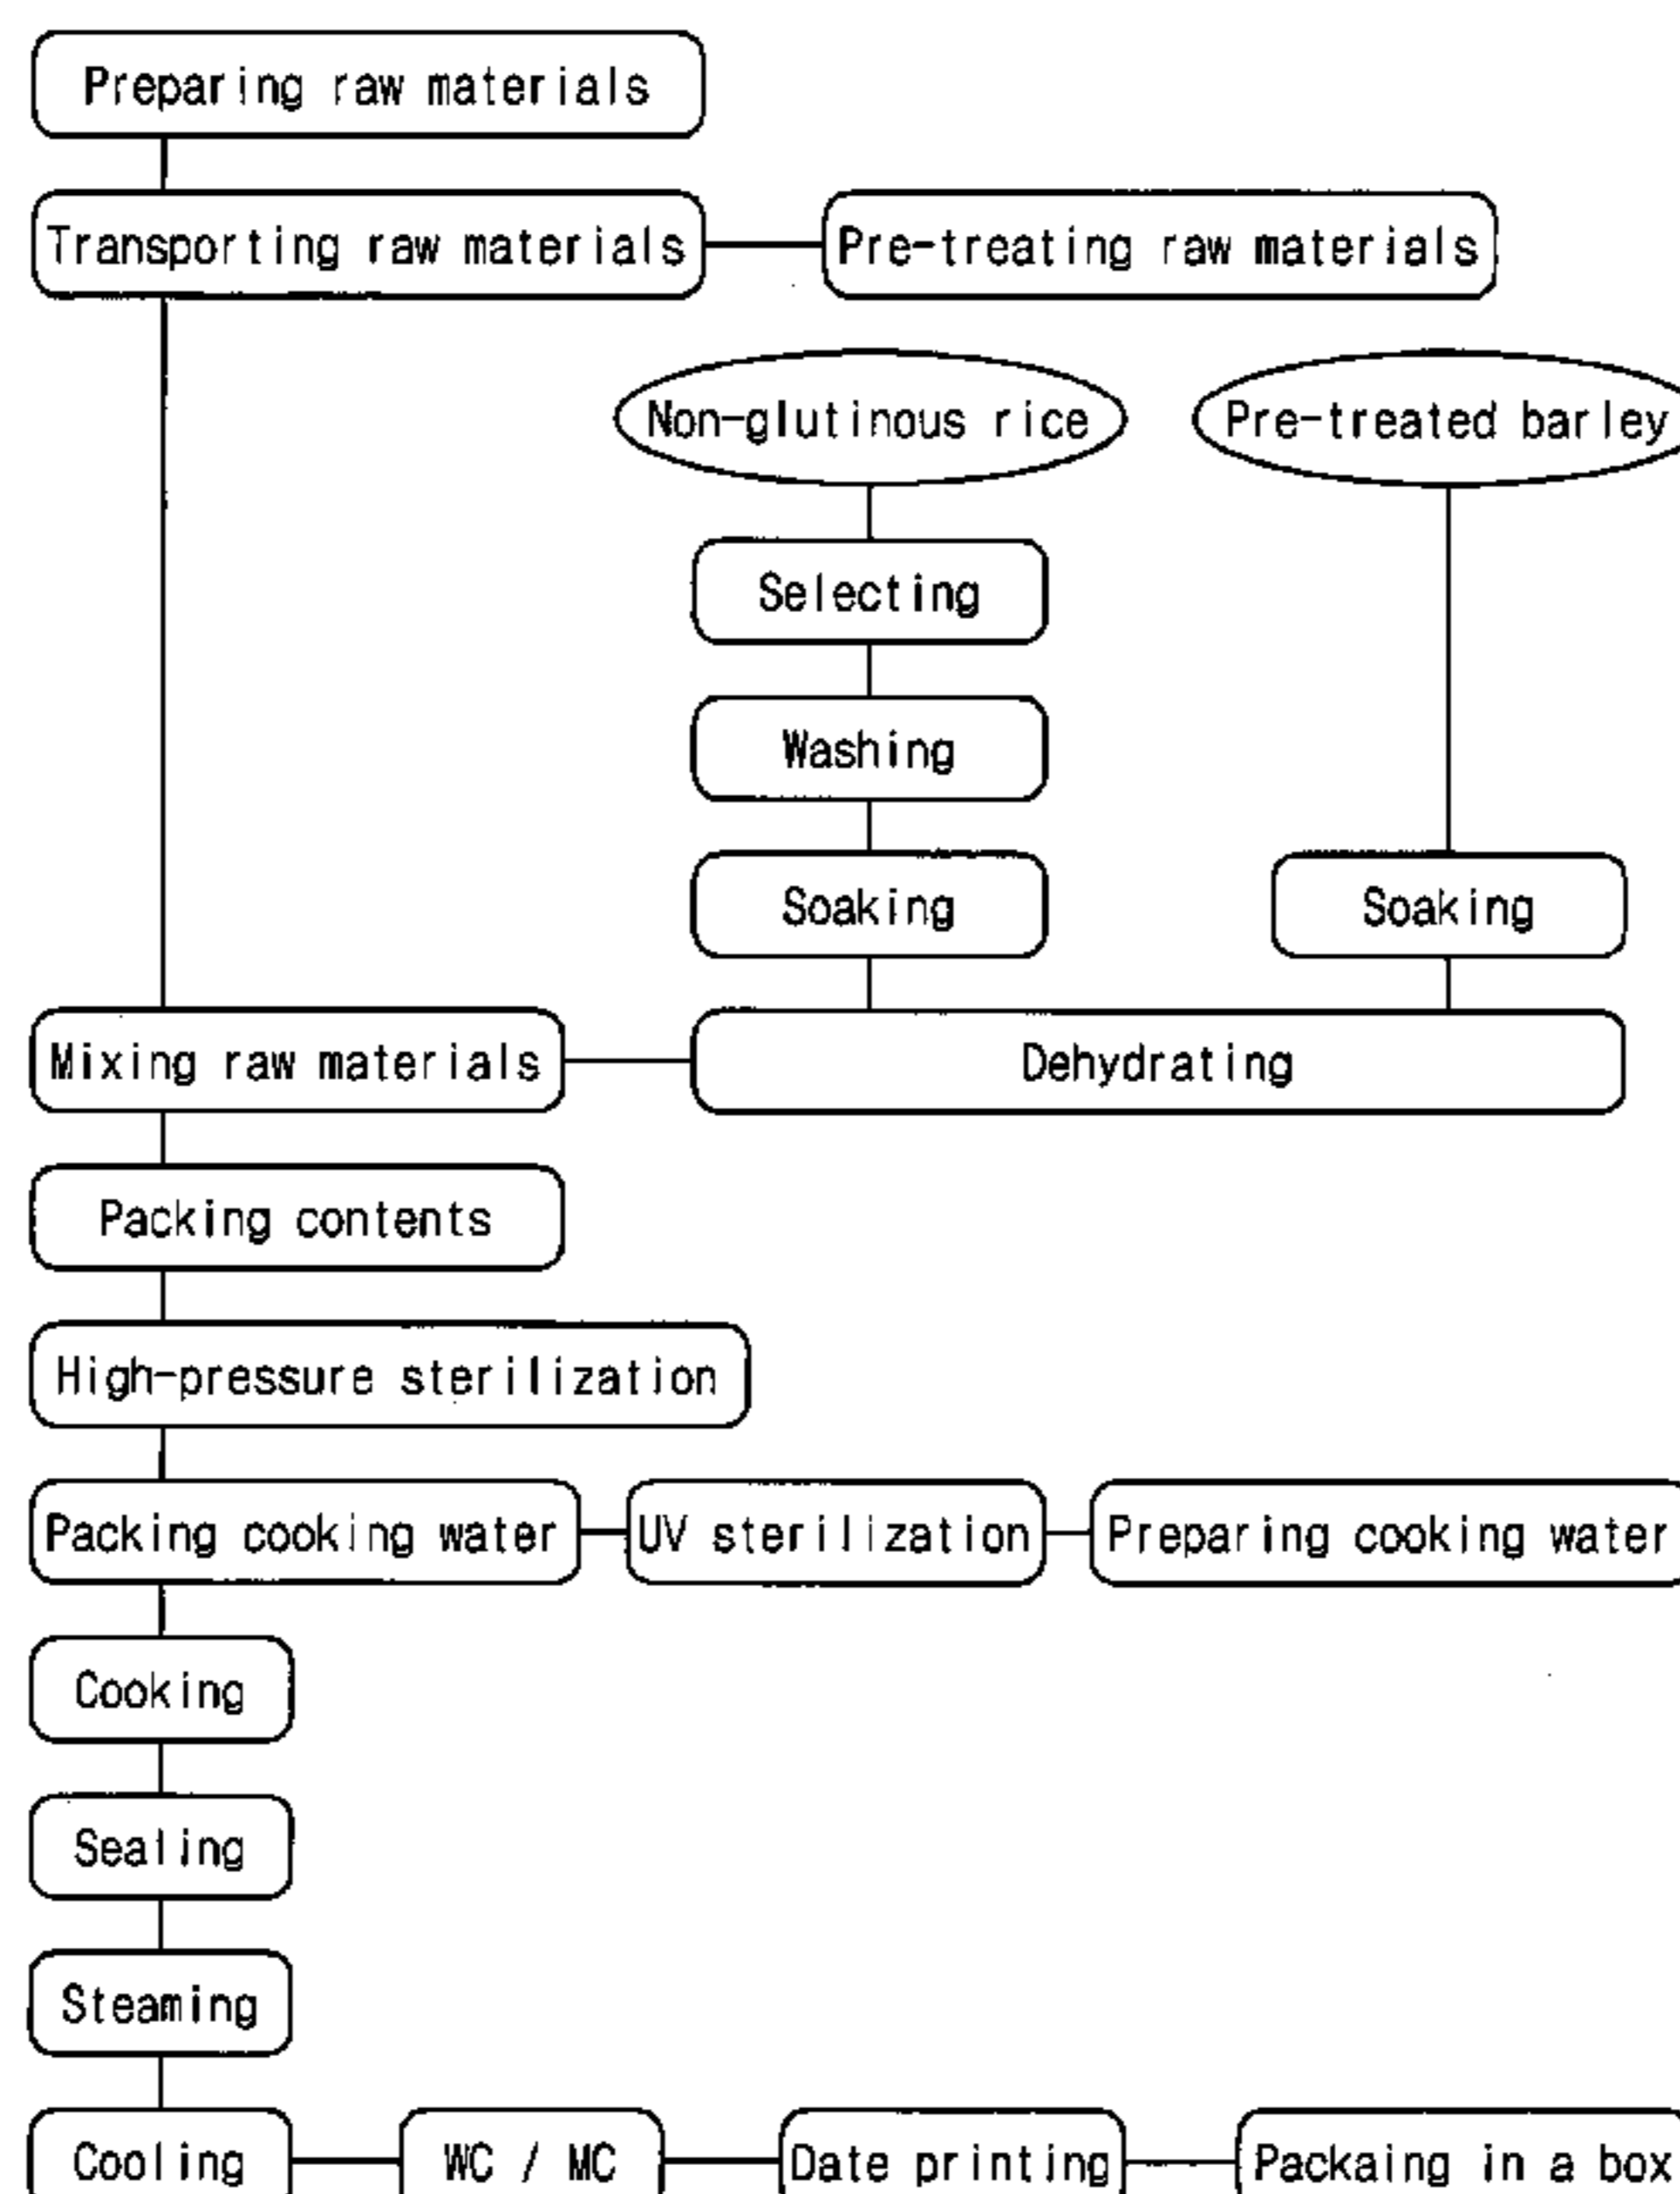 Preparing raw materials
Transporting raw materials
Pre-treating raw materials
Non-glutinous rice
Pre-treated barley
Selecting
Washing
Soaking
Soaking
Mixing raw materials
Dehydrating
Packing contents
High-pressure sterilization
Packing cooking water
UV sterilization
Preparing cooking water
Cooking
Sealing
Steaming
Cooling
WC / MC
Date printing
Packaing in a box